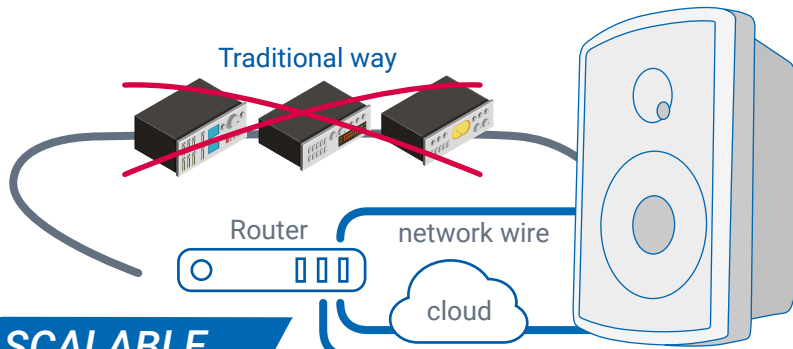 Traditional way
Router
network wire
cloud
SCALABLE